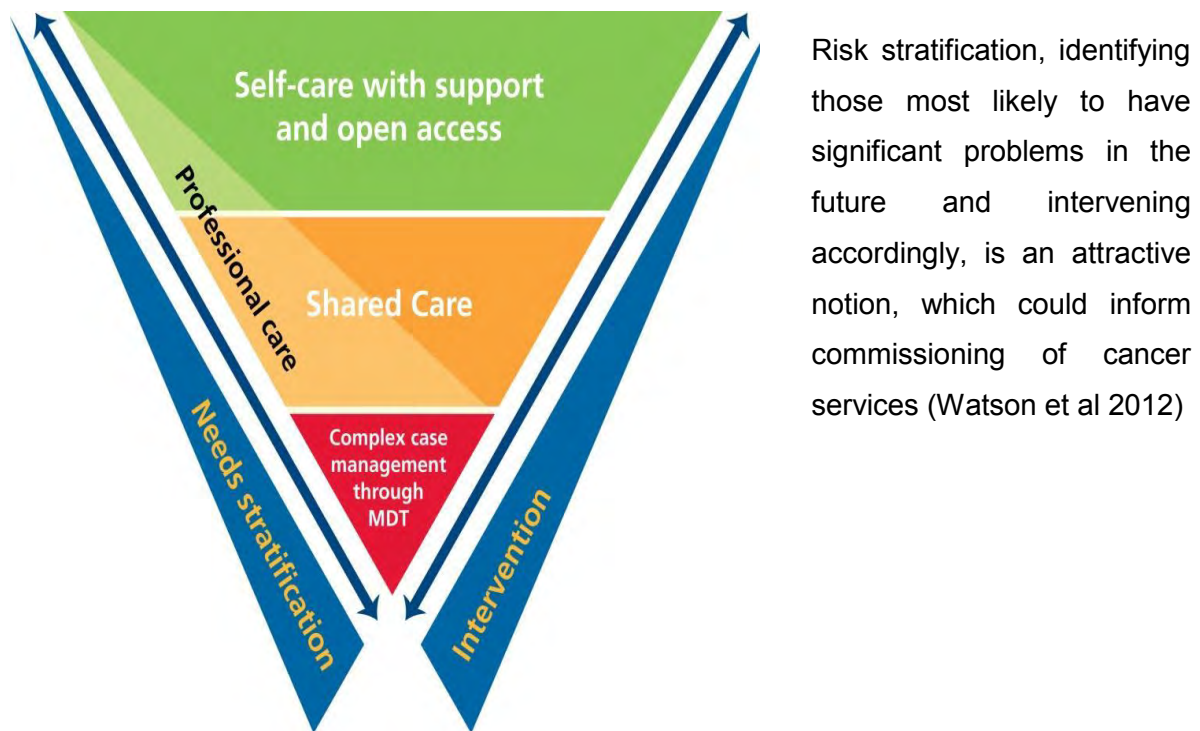 Self-care with support
and open access
Professional care
Shared Care
Complex case
management
through
MDT
Needs stratification
Intervention
Risk stratification, identifying
those most likely to have
significant problems in the
future and intervening
accordingly, is an attractive
notion, which could inform
commissioning of cancer
services (Watson et al 2012)